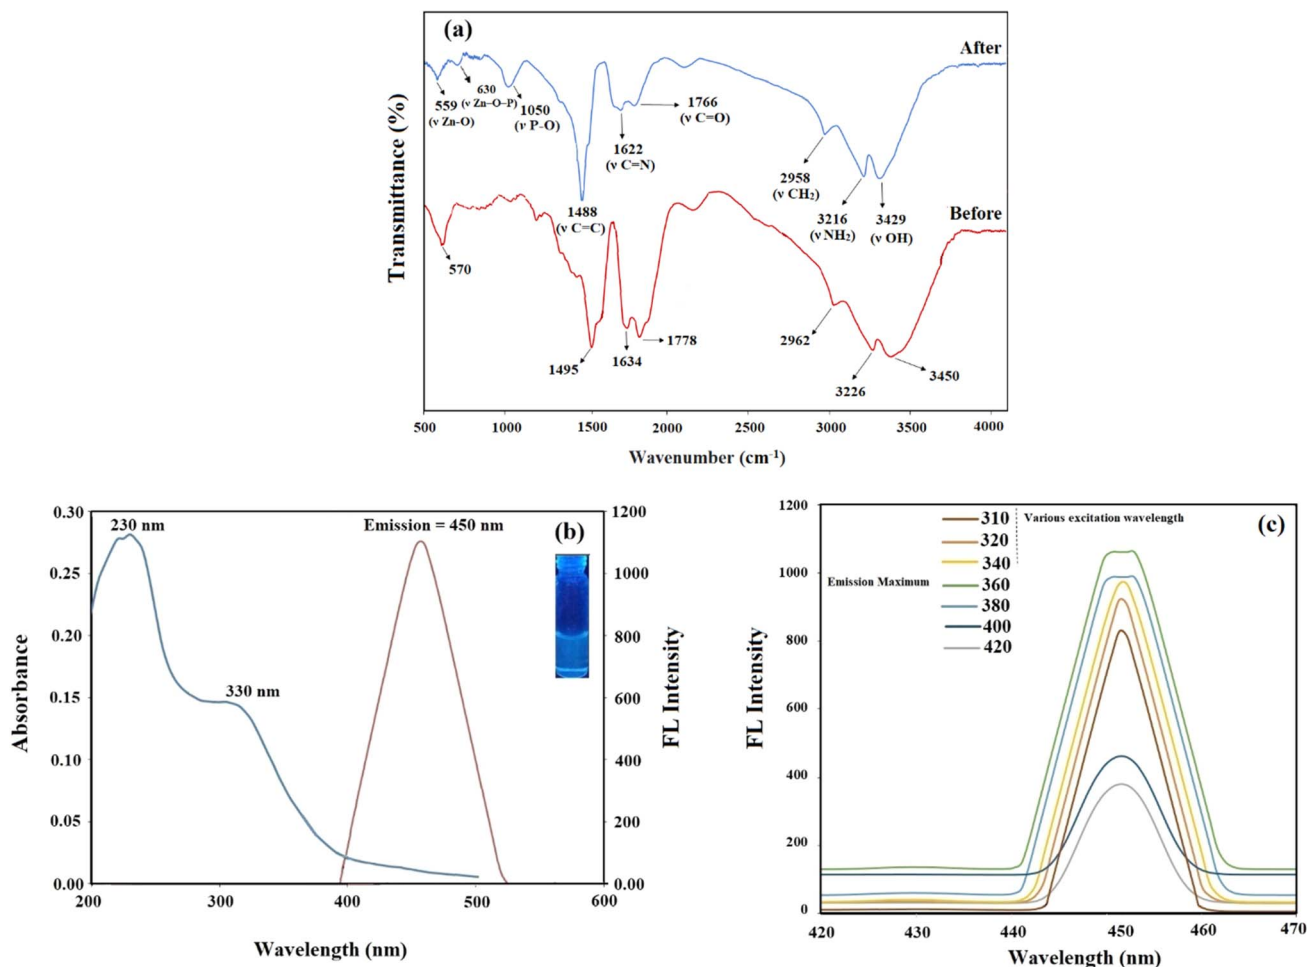 (a)
After
559
(ν Zn-O)
630
(ν Zn–O–P)
1050
(ν P-O)
1766
(ν C=O)
1622
(ν C=N)
2958
(ν CH₂)
3216
(ν NH₂)
3429
(ν OH)
1488
(ν C=C)
Before
570
1495
1634
1778
2962
3226
3450
Transmittance (%)
500 1000 1500 2000 2500 3000 3500 4000
Wavenumber (cm⁻¹)
(b)
230 nm
330 nm
Emission = 450 nm
0.30
0.25
0.20
0.15
0.10
0.05
0.00
Absorbance
1200
1000
800
600
400
200
0.00
FL Intensity
200 300 400 500 600
Wavelength (nm)
(c)
310
320
340
360
380
400
420
Various excitation wavelength
Emission Maximum
1200
1000
800
600
400
200
0
FL Intensity
420 430 440 450 460 470
Wavelength (nm)